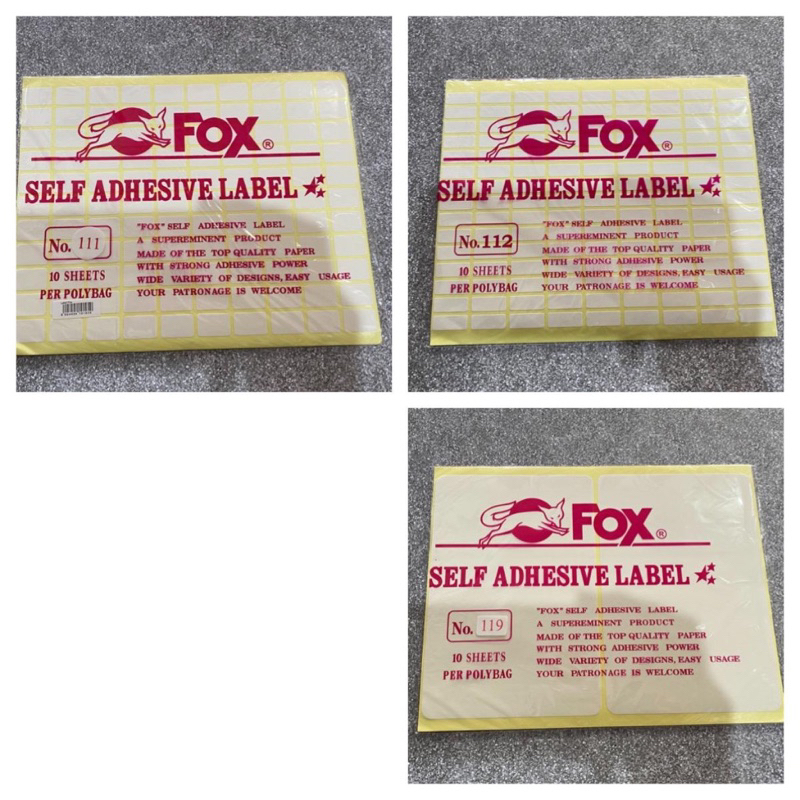 FOX®
SELF ADHESIVE LABEL
No. 111
10 SHEETS
PER POLYBAG
"FOX" SELF ADHESIVE LABEL
A SUPEREMINENT PRODUCT
MADE OF THE TOP QUALITY PAPER
WITH STRONG ADHESIVE POWER
WIDE VARIETY OF DESIGNS, EASY USAGE
YOUR PATRONAGE IS WELCOME
FOX®
SELF ADHESIVE LABEL
No. 112
10 SHEETS
PER POLYBAG
"FOX" SELF ADHESIVE LABEL
A SUPEREMINENT PRODUCT
MADE OF THE TOP QUALITY PAPER
WITH STRONG ADHESIVE POWER
WIDE VARIETY OF DESIGNS, EASY USAGE
YOUR PATRONAGE IS WELCOME
FOX®
SELF ADHESIVE LABEL
No. 119
10 SHEETS
PER POLYBAG
"FOX" SELF ADHESIVE LABEL
A SUPEREMINENT PRODUCT
MADE OF THE TOP QUALITY PAPER
WITH STRONG ADHESIVE POWER
WIDE VARIETY OF DESIGNS, EASY USAGE
YOUR PATRONAGE IS WELCOME